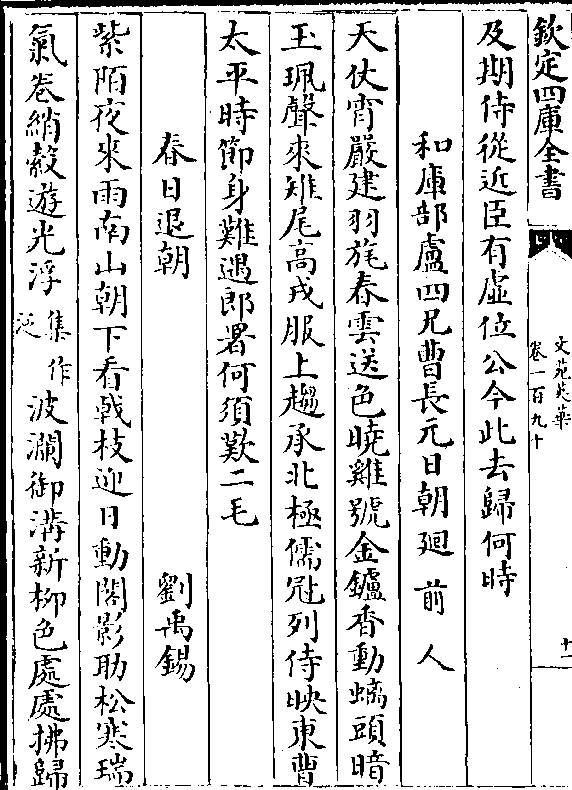 欽定四庫全書
文苑英華
卷一百九十
十一
及期侍從近臣有虛位公今此去歸何時
和庫部盧四兄曹長元日朝廻 前人
天仗宵嚴建羽旄春雲送色曉雞號金鑪香動螭頭暗
玉珮聲來雉尾高戎服上趨承北極儒冠列侍映東曹
太平時節身難遇郎署何須歎二毛
春日退朝 劉禹錫
紫陌夜來雨南山朝下看戟枝迎日動閣影助松寒瑞
氣卷綃縠遊光浮集作泛波瀾御溝新柳色處處拂歸